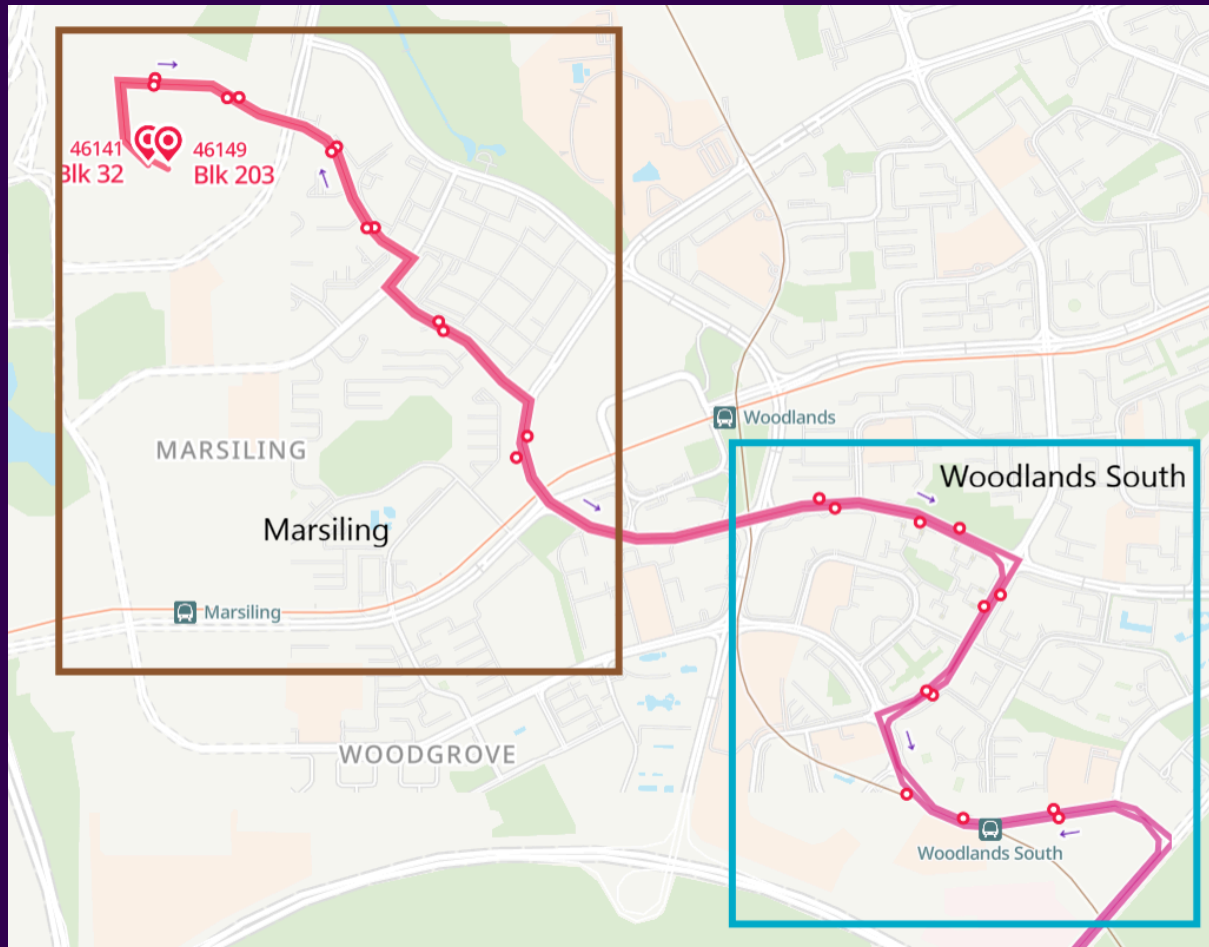 46141
Blk 32
46149
Blk 203
Woodlands
MARSILING
Woodlands South
Marsiling
Marsiling
WOODGROVE
Woodlands South